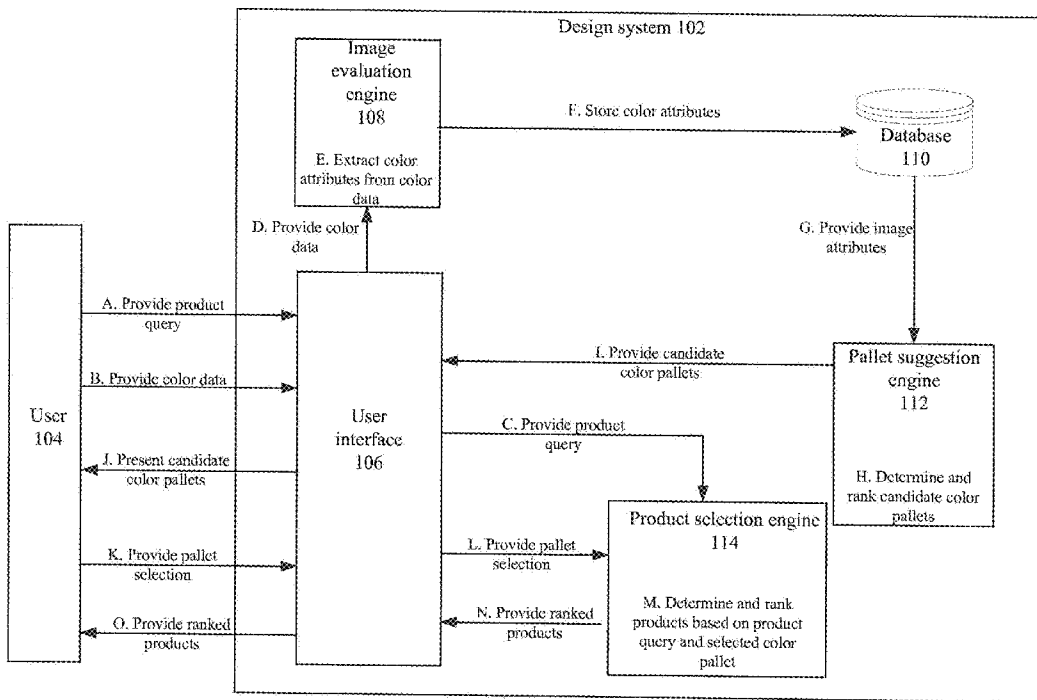 Design system 102
Image
evaluation
engine
108
E. Extract color
attributes from color
data
F. Store color attributes
Database
110
D. Provide color
data
G. Provide image
attributes
A. Provide product
query
B. Provide color data
User
104
User
interface
106
I. Provide candidate
color pallets
Pallet suggestion
engine
112
H. Determine and
rank candidate color
pallets
C. Provide product
query
J. Present candidate
color pallets
Product selection engine
114
M. Determine and rank
products based on product
query and selected color
pallet
K. Provide pallet
selection
L. Provide pallet
selection
N. Provide ranked
products
O. Provide ranked
products